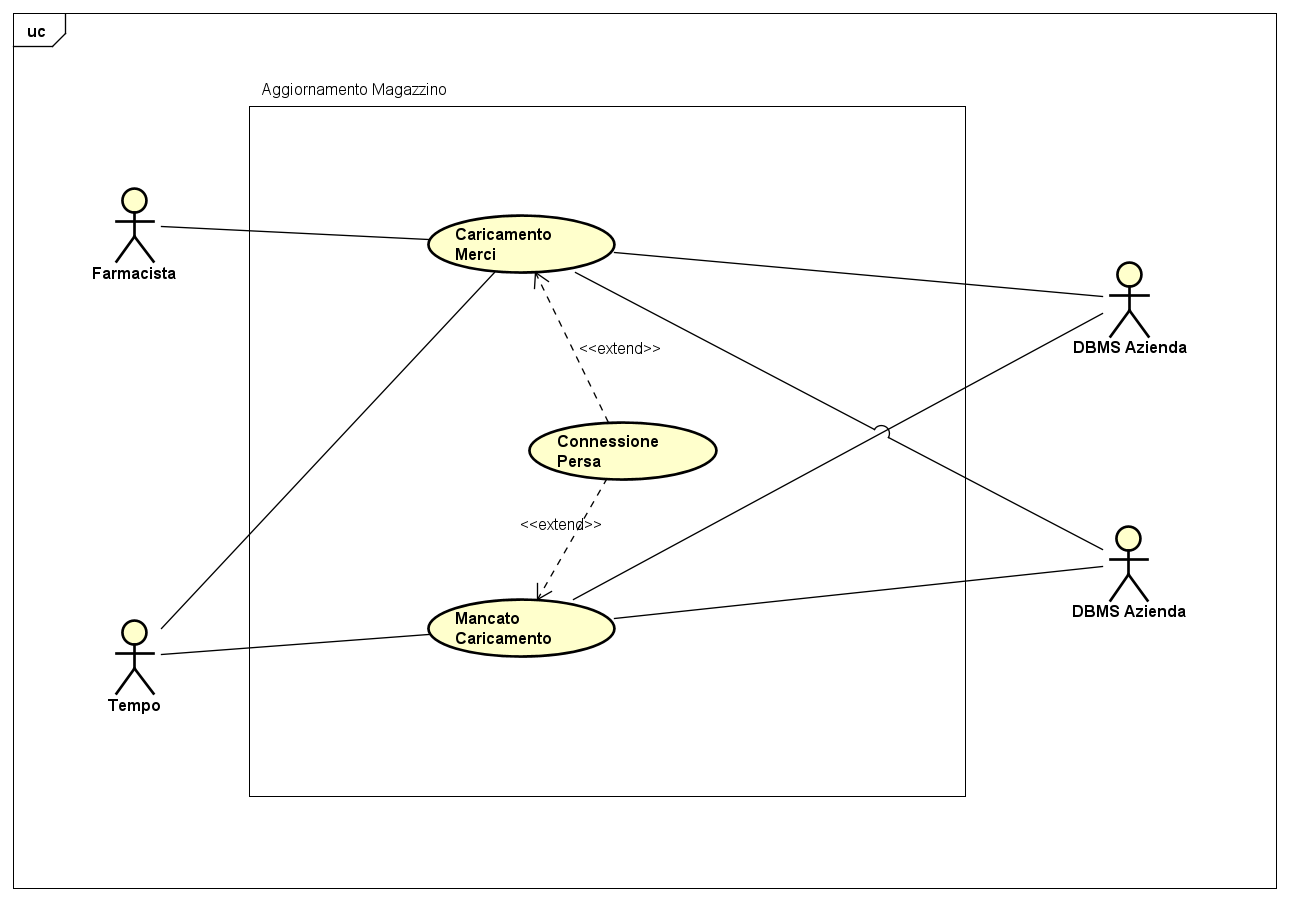 uc
Aggiornamento Magazzino
Farmacista
Caricamento
Merci
DBMS Azienda
<<extend>>
Connessione
Persa
<<extend>>
DBMS Azienda
Mancato
Caricamento
Tempo